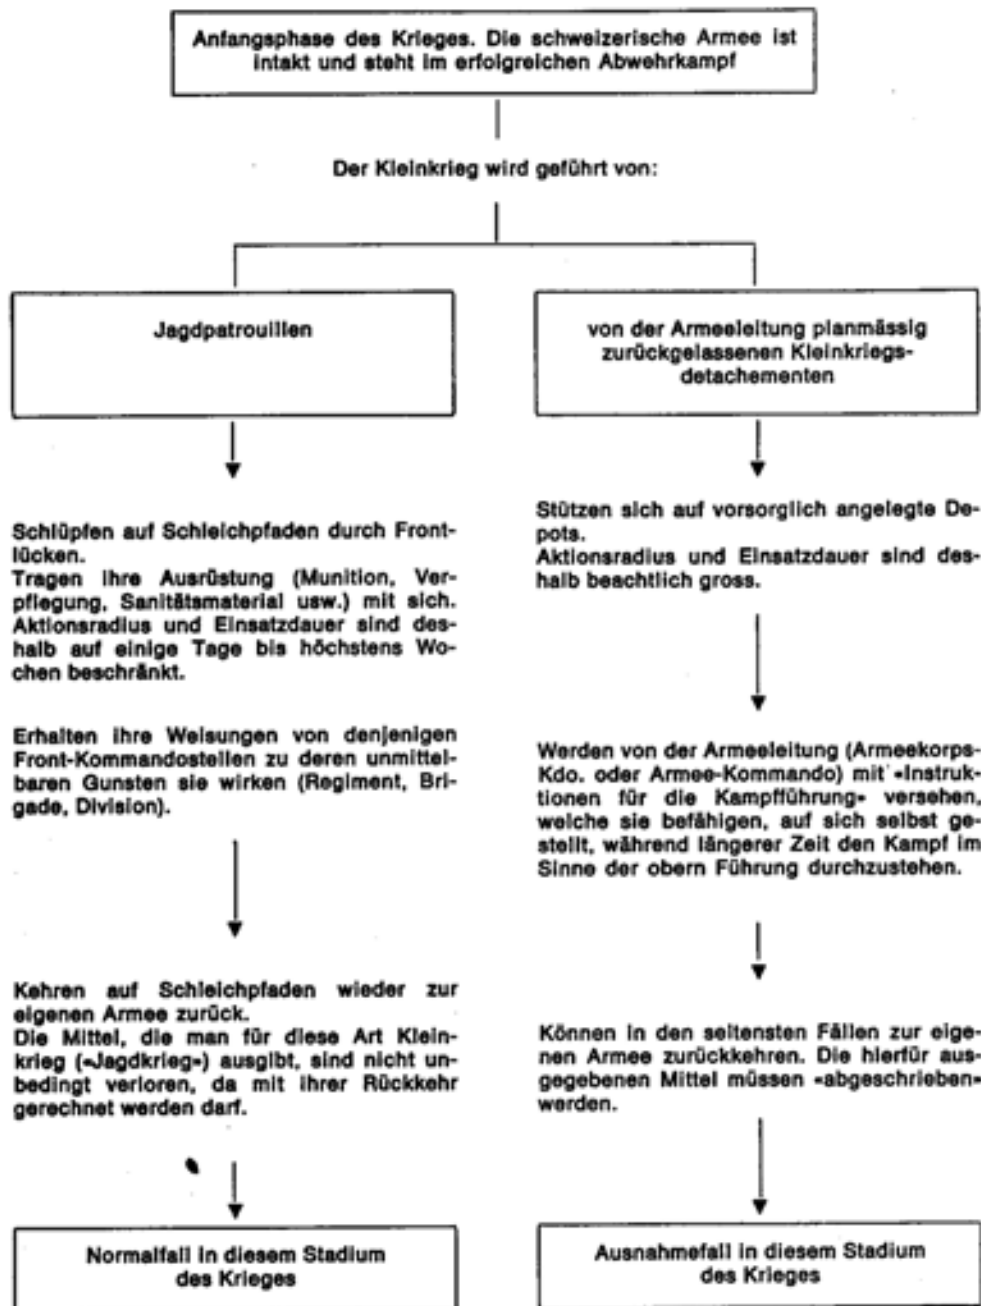 Anfangsphase des Krieges. Die schweizerische Armee ist
intakt und steht im erfolgreichen Abwehrkampf
Der Kleinkrieg wird geführt von:
Jagdpatrouillen
Schlüpfen auf Schleichpfaden durch Front-
lücken.
Tragen ihre Ausrüstung (Munition, Ver-
pflegung, Sanitätsmaterial usw.) mit sich.
Aktionsradius und Einsatzdauer sind des-
halb auf einige Tage bis höchstens Wo-
chen beschränkt.
Erhalten ihre Weisungen von denjenigen
Front-Kommandostellen zu deren unmittel-
baren Gunsten sie wirken (Regiment, Bri-
gade, Division).
Kehren auf Schleichpfaden wieder zur
eigenen Armee zurück.
Die Mittel, die man für diese Art Klein-
krieg («Jagdkrieg») ausgibt, sind nicht un-
bedingt verloren, da mit ihrer Rückkehr
gerechnet werden darf.
Normalfall in diesem Stadium
des Krieges
von der Armeeleitung planmässig
zurückgelassenen Kleinkriegs-
detachementen
Stützen sich auf vorsorglich angelegte De-
pots.
Aktionsradius und Einsatzdauer sind des-
halb beachtlich gross.
Werden von der Armeeleitung (Armeekorps-
Kdo. oder Armee-Kommando) mit «Instruk-
tionen für die Kampfführung» versehen,
welche sie befähigen, auf sich selbst ge-
stellt, während längerer Zeit den Kampf im
Sinne der obern Führung durchzustehen.
Können in den seltensten Fällen zur eige-
nen Armee zurückkehren. Die hierfür aus-
gegebenen Mittel müssen «abgeschrieben»
werden.
Ausnahmefall in diesem Stadium
des Krieges